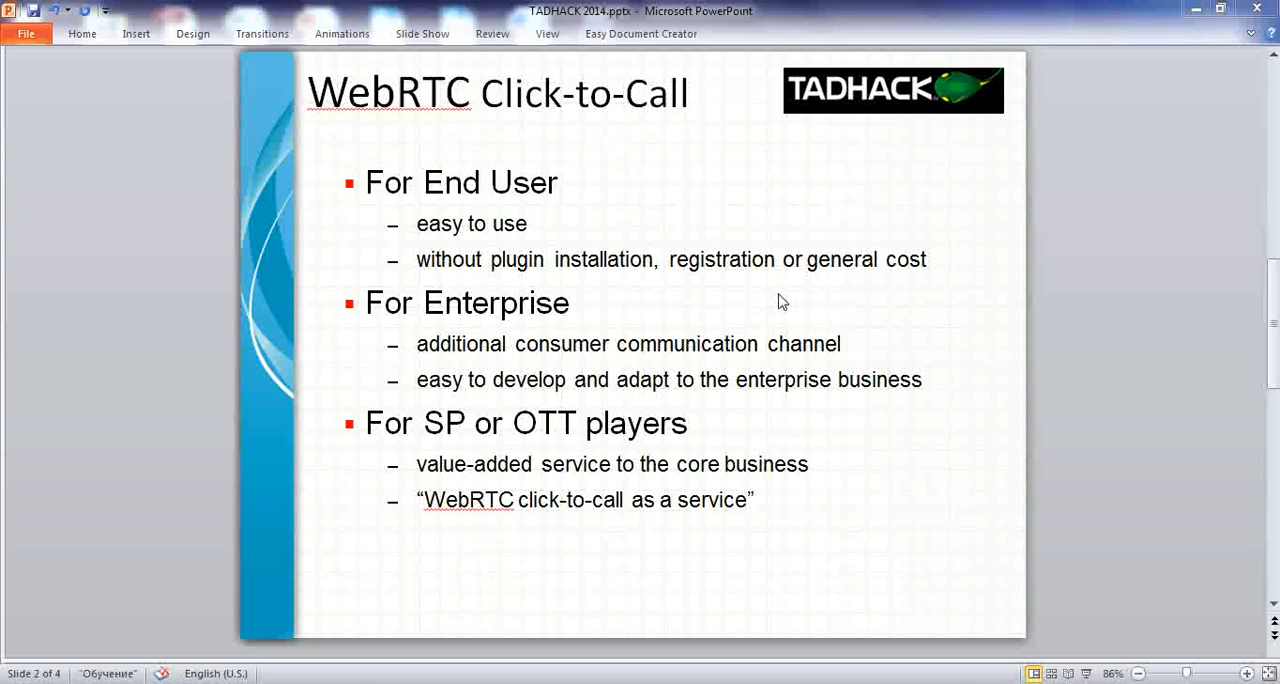 TADHACK 2014.pptx - Microsoft PowerPoint
File Home Insert Design Transitions Animations Slide Show Review View Easy Document Creator
WebRTC Click-to-Call
TADHACK
For End User
– easy to use
– without plugin installation, registration or general cost
For Enterprise
– additional consumer communication channel
– easy to develop and adapt to the enterprise business
For SP or OTT players
– value-added service to the core business
– “WebRTC click-to-call as a service”
Slide 2 of 4 "Обучение" English (U.S.) 86%